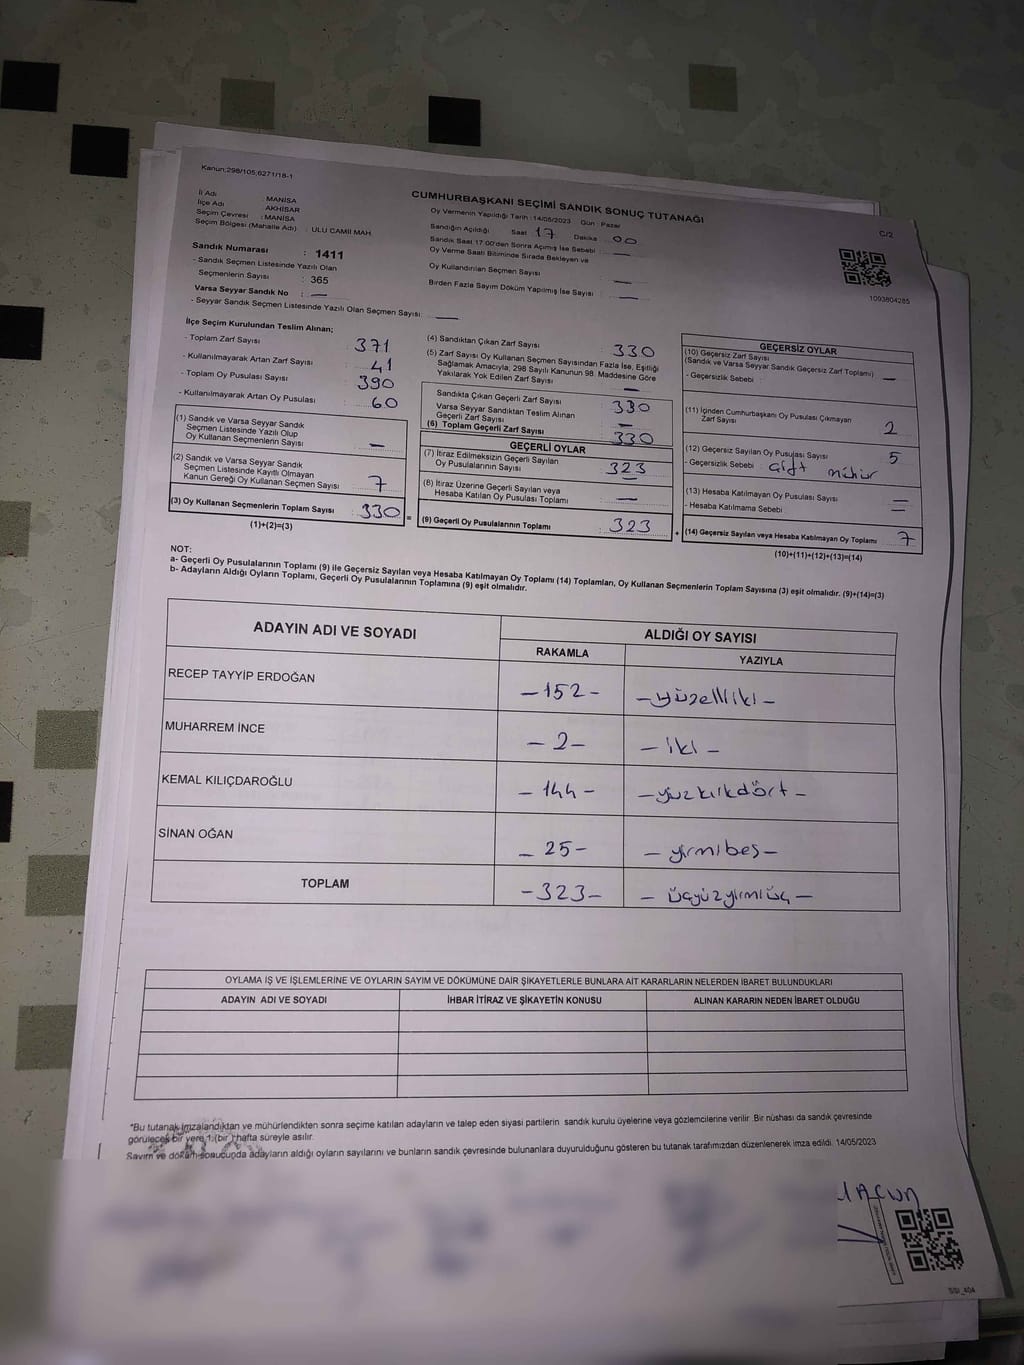 Kanun:298/105,6271/18-1
CUMHURBAŞKANI SEÇİMİ SANDIK SONUÇ TUTANAĞI
C/2
İl Adı MANİSA
İlçe Adı AKHİSAR
Seçim Çevresi : MANİSA
Seçim Bölgesi (Mahalle Adı) : ULU CAMİİ MAH.
Oy Vermenin Yapıldığı Tarih : 14/05/2023 Gün : Pazar
Sandığın Açıldığı Saat 17 Dakika 00
Sandık Saat 17:00'den Sonra Açılmış İse Sebebi : —
Oy Verme Saati Bitiminde Sırada Bekleyen ve
Oy Kullandırılan Seçmen Sayısı —
Birden Fazla Sayım Döküm Yapılmış İse Sayısı : —
1093804285
Sandık Numarası : 1411
- Sandık Seçmen Listesinde Yazılı Olan
Seçmenlerin Sayısı : 365
Varsa Seyyar Sandık No : —
- Seyyar Sandık Seçmen Listesinde Yazılı Olan Seçmen Sayısı : —
İlçe Seçim Kurulundan Teslim Alınan;
- Toplam Zarf Sayısı 371
- Kullanılmayarak Artan Zarf Sayısı 41
- Toplam Oy Pusulası Sayısı 390
- Kullanılmayarak Artan Oy Pusulası 60
(1) Sandık ve Varsa Seyyar Sandık
Seçmen Listesinde Yazılı Olup
Oy Kullanan Seçmenlerin Sayısı : —
(2) Sandık ve Varsa Seyyar Sandık
Seçmen Listesinde Kayıtlı Olmayan
Kanun Gereği Oy Kullanan Seçmen Sayısı : 7
(3) Oy Kullanan Seçmenlerin Toplam Sayısı : 330 =
(1)+(2)=(3)
(4) Sandıktan Çıkan Zarf Sayısı : 330
(5) Zarf Sayısı Oy Kullanan Seçmen Sayısından Fazla İse, Eşitliği
Sağlamak Amacıyla, 298 Sayılı Kanunun 98. Maddesine Göre
Yakılarak Yok Edilen Zarf Sayısı : —
Sandıkta Çıkan Geçerli Zarf Sayısı : 330
Varsa Seyyar Sandıktan Teslim Alınan
Geçerli Zarf Sayısı : —
(6) Toplam Geçerli Zarf Sayısı : 330
GEÇERLİ OYLAR
(7) İtiraz Edilmeksizin Geçerli Sayılan
Oy Pusulalarının Sayısı : 323
(8) İtiraz Üzerine Geçerli Sayılan veya
Hesaba Katılan Oy Pusulası Toplamı : —
(9) Geçerli Oy Pusulalarının Toplamı : 323 +
GEÇERSİZ OYLAR
(10) Geçersiz Zarf Sayısı
(Sandık ve Varsa Seyyar Sandık Geçersiz Zarf Toplamı) : —
- Geçersizlik Sebebi :
(11) İçinden Cumhurbaşkanı Oy Pusulası Çıkmayan
Zarf Sayısı : 2
(12) Geçersiz Sayılan Oy Pusulası Sayısı : 5
- Geçersizlik Sebebi : çift mühür
(13) Hesaba Katılmayan Oy Pusulası Sayısı : —
- Hesaba Katılmama Sebebi : —
(14) Geçersiz Sayılan veya Hesaba Katılmayan Oy Toplamı : 7
(10)+(11)+(12)+(13)=(14)
NOT:
a- Geçerli Oy Pusulalarının Toplamı (9) ile Geçersiz Sayılan veya Hesaba Katılmayan Oy Toplamı (14) Toplamları, Oy Kullanan Seçmenlerin Toplam Sayısına (3) eşit olmalıdır. (9)+(14)=(3)
b- Adayların Aldığı Oyların Toplamı, Geçerli Oy Pusulalarının Toplamına (9) eşit olmalıdır.
ADAYIN ADI VE SOYADI ALDIĞI OY SAYISI
RAKAMLA YAZIYLA
RECEP TAYYİP ERDOĞAN – 152 – – yüzelliiki –
MUHARREM İNCE – 2 – – iki –
KEMAL KILIÇDAROĞLU – 144 – – yüzkırkdört –
SİNAN OĞAN – 25 – – yirmibeş –
TOPLAM – 323 – – üçyüzyirmiüç –
OYLAMA İŞ VE İŞLEMLERİNE VE OYLARIN SAYIM VE DÖKÜMÜNE DAİR ŞİKAYETLERLE BUNLARA AİT KARARLARIN NELERDEN İBARET BULUNDUKLARI
ADAYIN ADI VE SOYADI İHBAR İTİRAZ VE ŞİKAYETİN KONUSU ALINAN KARARIN NEDEN İBARET OLDUĞU
*Bu tutanak imzalandıktan ve mühürlendikten sonra seçime katılan adayların ve talep eden siyasi partilerin sandık kurulu üyelerine veya gözlemcilerine verilir. Bir nüshası da sandık çevresinde
görülecek bir yere 1 (bir) hafta süreyle asılır.
Sayım ve döküm sonucunda adayların aldığı oyların sayılarını ve bunların sandık çevresinde bulunanlara duyurulduğunu gösteren bu tutanak tarafımızdan düzenlenerek imza edildi. 14/05/2023
SSI_404